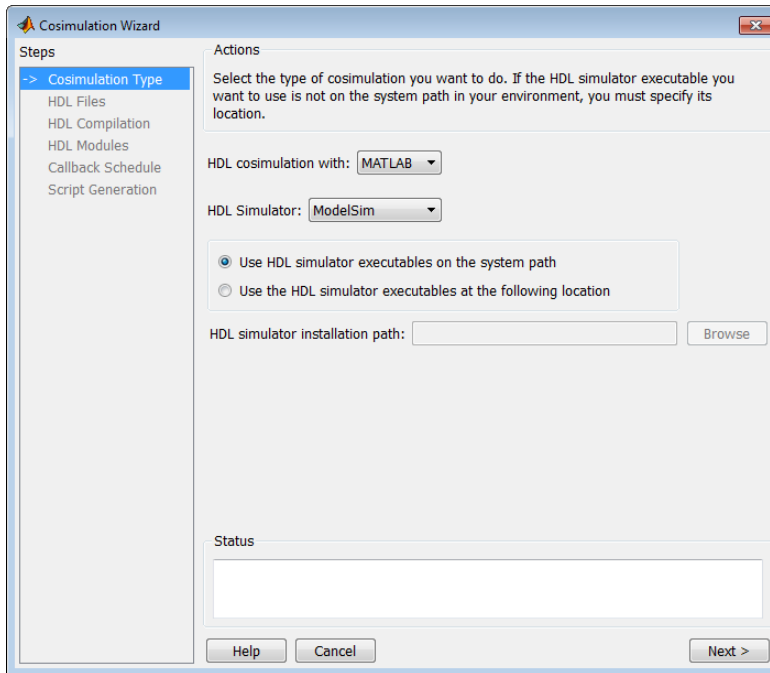 Cosimulation Wizard
Steps
-> Cosimulation Type
HDL Files
HDL Compilation
HDL Modules
Callback Schedule
Script Generation
Actions
Select the type of cosimulation you want to do. If the HDL simulator executable you
want to use is not on the system path in your environment, you must specify its
location.
HDL cosimulation with: MATLAB
HDL Simulator: ModelSim
Use HDL simulator executables on the system path
Use the HDL simulator executables at the following location
HDL simulator installation path: Browse
Status
Help Cancel Next >